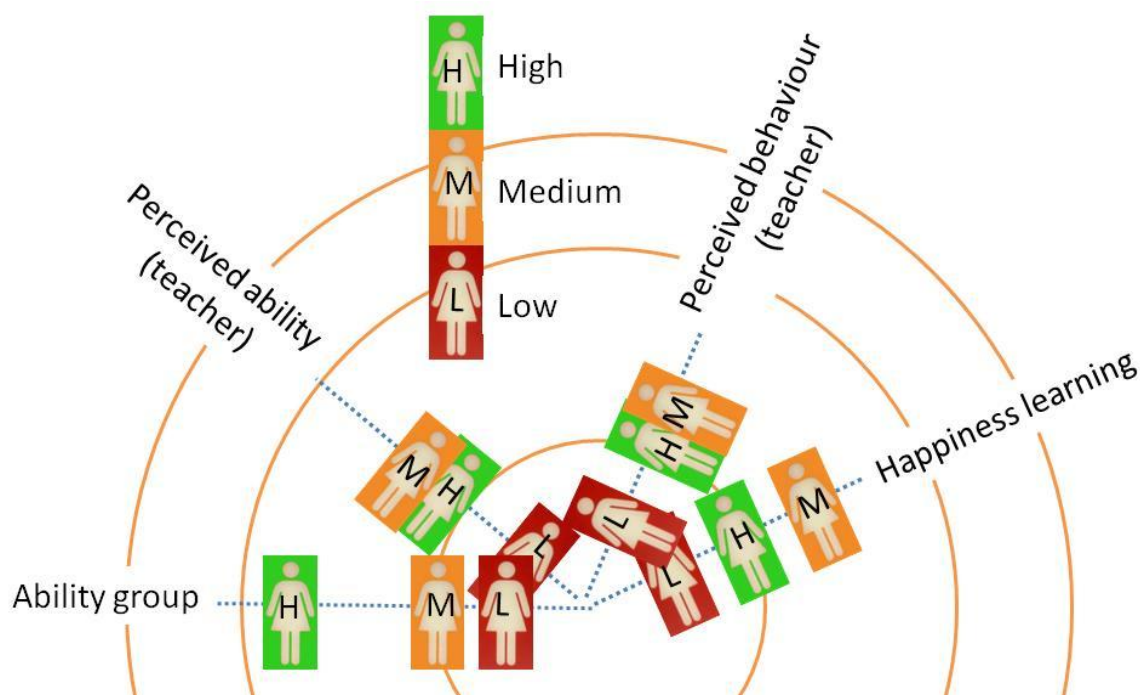 H High
M Medium
L Low
Perceived behaviour
(teacher)
Perceived ability
(teacher)
Happiness learning
Ability group
M
H
M
H
L
L
H
M
L
H
M
L